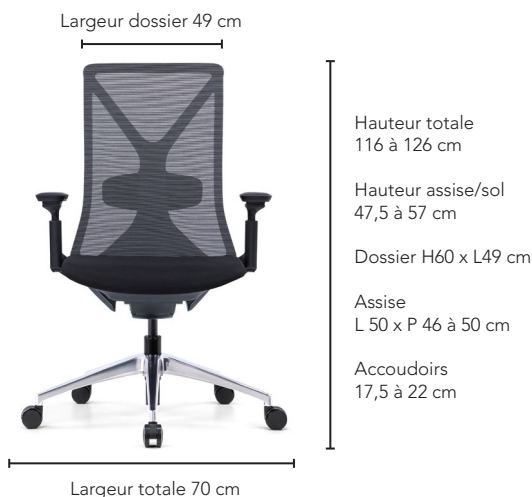 Largeur dossier 49 cm
Hauteur totale
116 à 126 cm
Hauteur assise/sol
47,5 à 57 cm
Dossier H60 x L49 cm
Assise
L 50 x P 46 à 50 cm
Accoudoirs
17,5 à 22 cm
Largeur totale 70 cm